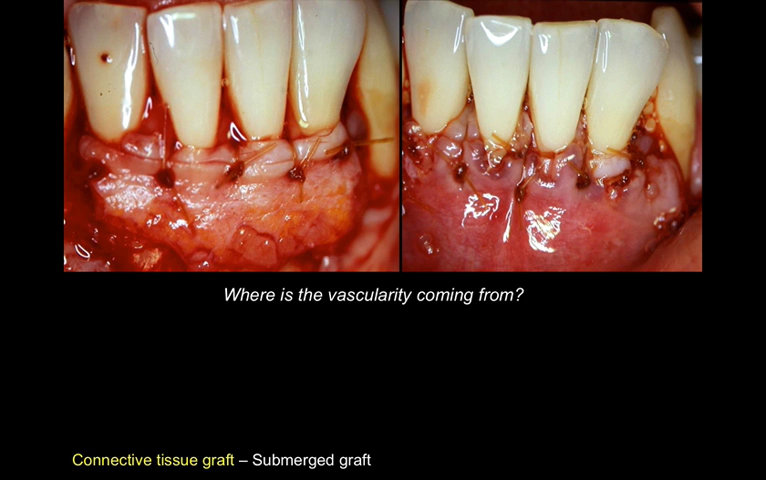 Where is the vascularity coming from?
Connective tissue graft – Submerged graft